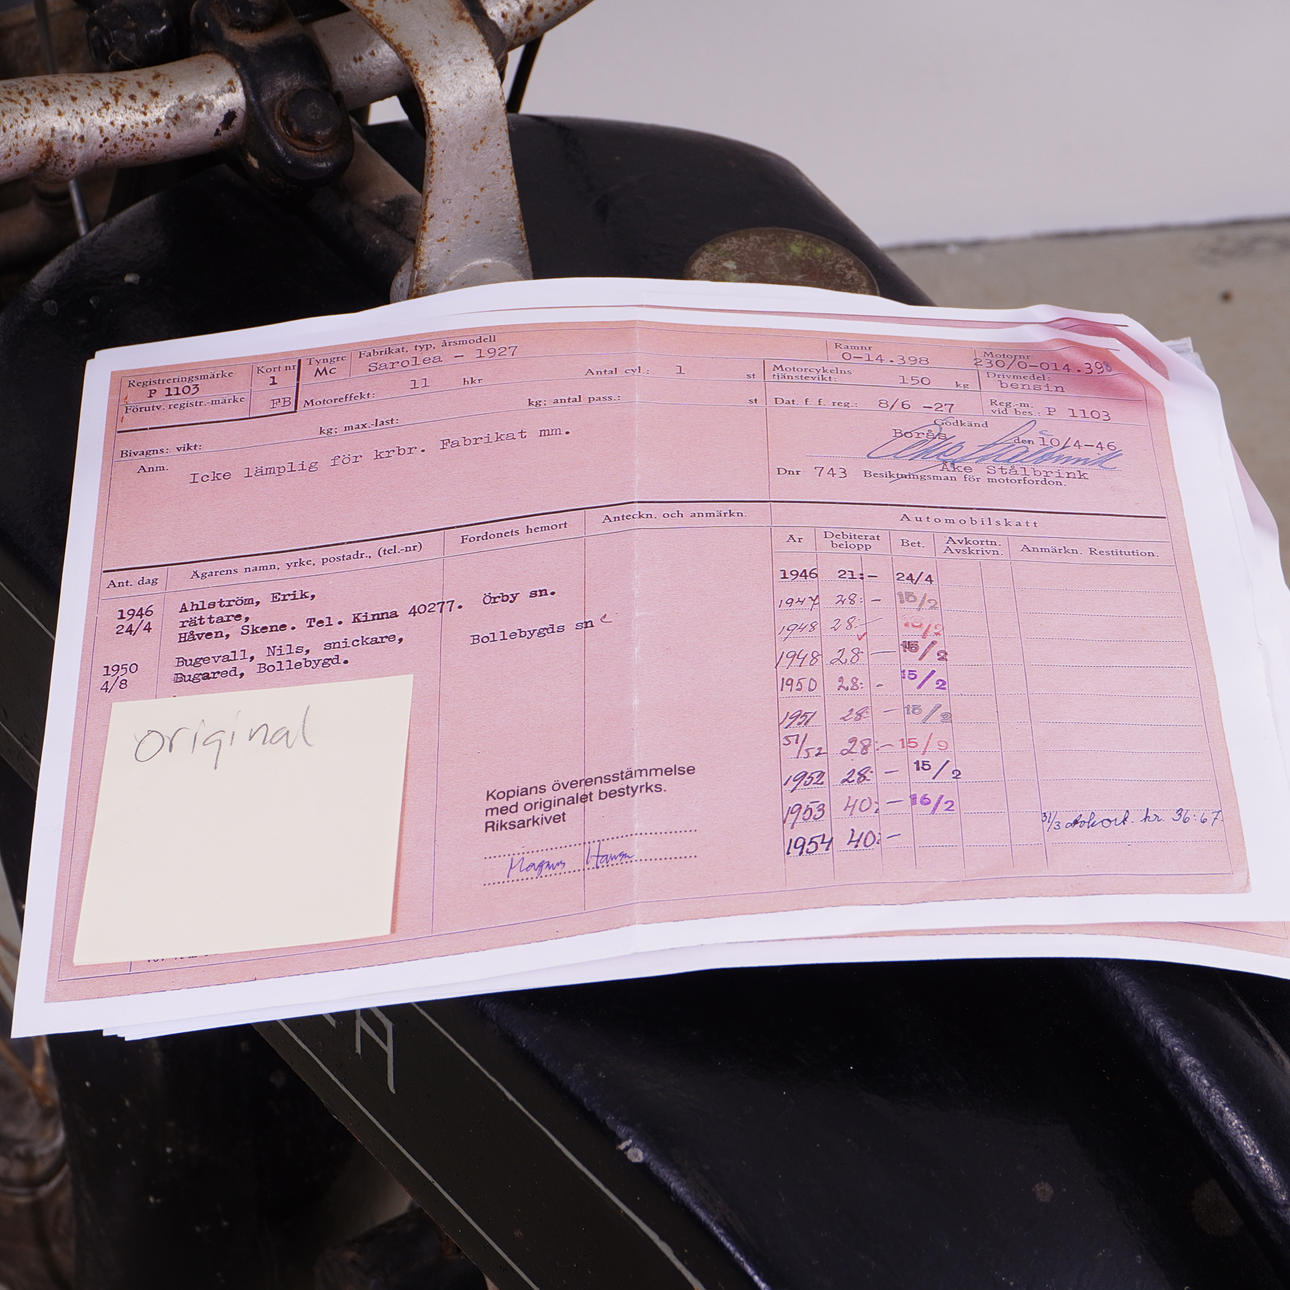 Registreringsmärke
P 1103
Kort nr
1
Tyngre
Mc
Fabrikat, typ, årsmodell
Sarolea - 1927
Ramnr
0-14.398
Motornr
230/0-014.398
Förutv. registr.-märke
FB
Motoreffekt: 11 hkr
Antal cyl.: 1 st
Motorcykelns
tjänstevikt: 150 kg
Drivmedel:
bensin
Bivagns: vikt: kg; max.-last: kg; antal pass.: st
Dat. f. f. reg.: 8/6 -27
Reg.-m.
vid bes.: P 1103
Anm.
Icke lämplig för krbr. Fabrikat mm.
Godkänd
Borås den 10/4-46
Åke Stålbrink
Dnr 743 Besiktningsman för motorfordon.
Ant. dag
Ägarens namn, yrke, postadr., (tel.-nr)
Fordonets hemort
Anteckn. och anmärkn.
Automobilskatt
År
Debiterat
belopp
Bet.
Avkortn.
Avskrivn.
Anmärkn. Restitution.
1946
24/4
Ahlström, Erik,
rättare,
Håven, Skene. Tel. Kinna 40277. Örby sn.
1950
4/8
Bugevall, Nils, snickare,
Bugared, Bollebygd.
Bollebygds sn
1946 21:- 24/4
1947 28:- 15/2
1948 28:- 15/2
1948 28:- 15/2
1950 28:- 15/2
1951 28:- 15/2
51/52 28:- 15/9
1952 28:- 15/2
1953 40:- 16/2
1954 40:-
31/3 kr. 36:67
original
Kopians överensstämmelse
med originalet bestyrks.
Riksarkivet
Magnus